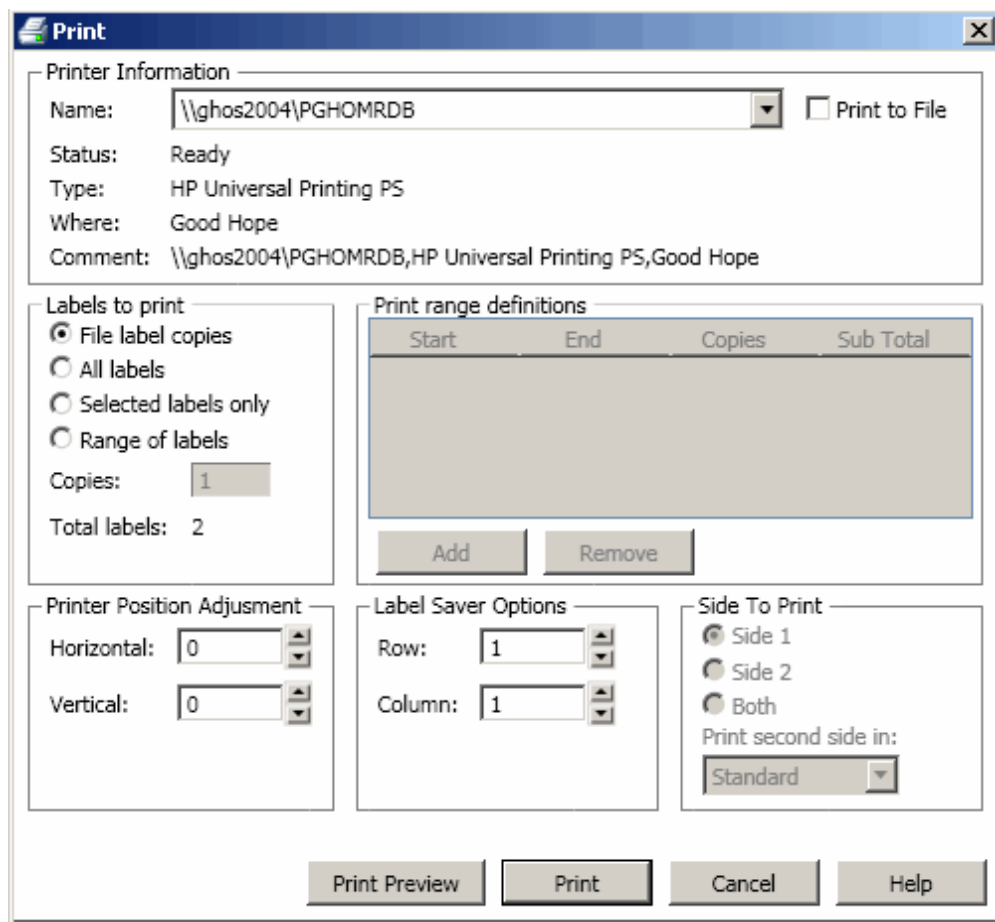 Print
Printer Information
Name: \\ghos2004\PGHOMRDB Print to File
Status: Ready
Type: HP Universal Printing PS
Where: Good Hope
Comment: \\ghos2004\PGHOMRDB,HP Universal Printing PS,Good Hope
Labels to print
File label copies
All labels
Selected labels only
Range of labels
Copies: 1
Total labels: 2
Print range definitions
Start End Copies Sub Total
Add Remove
Printer Position Adjusment
Horizontal: 0
Vertical: 0
Label Saver Options
Row: 1
Column: 1
Side To Print
Side 1
Side 2
Both
Print second side in:
Standard
Print Preview Print Cancel Help